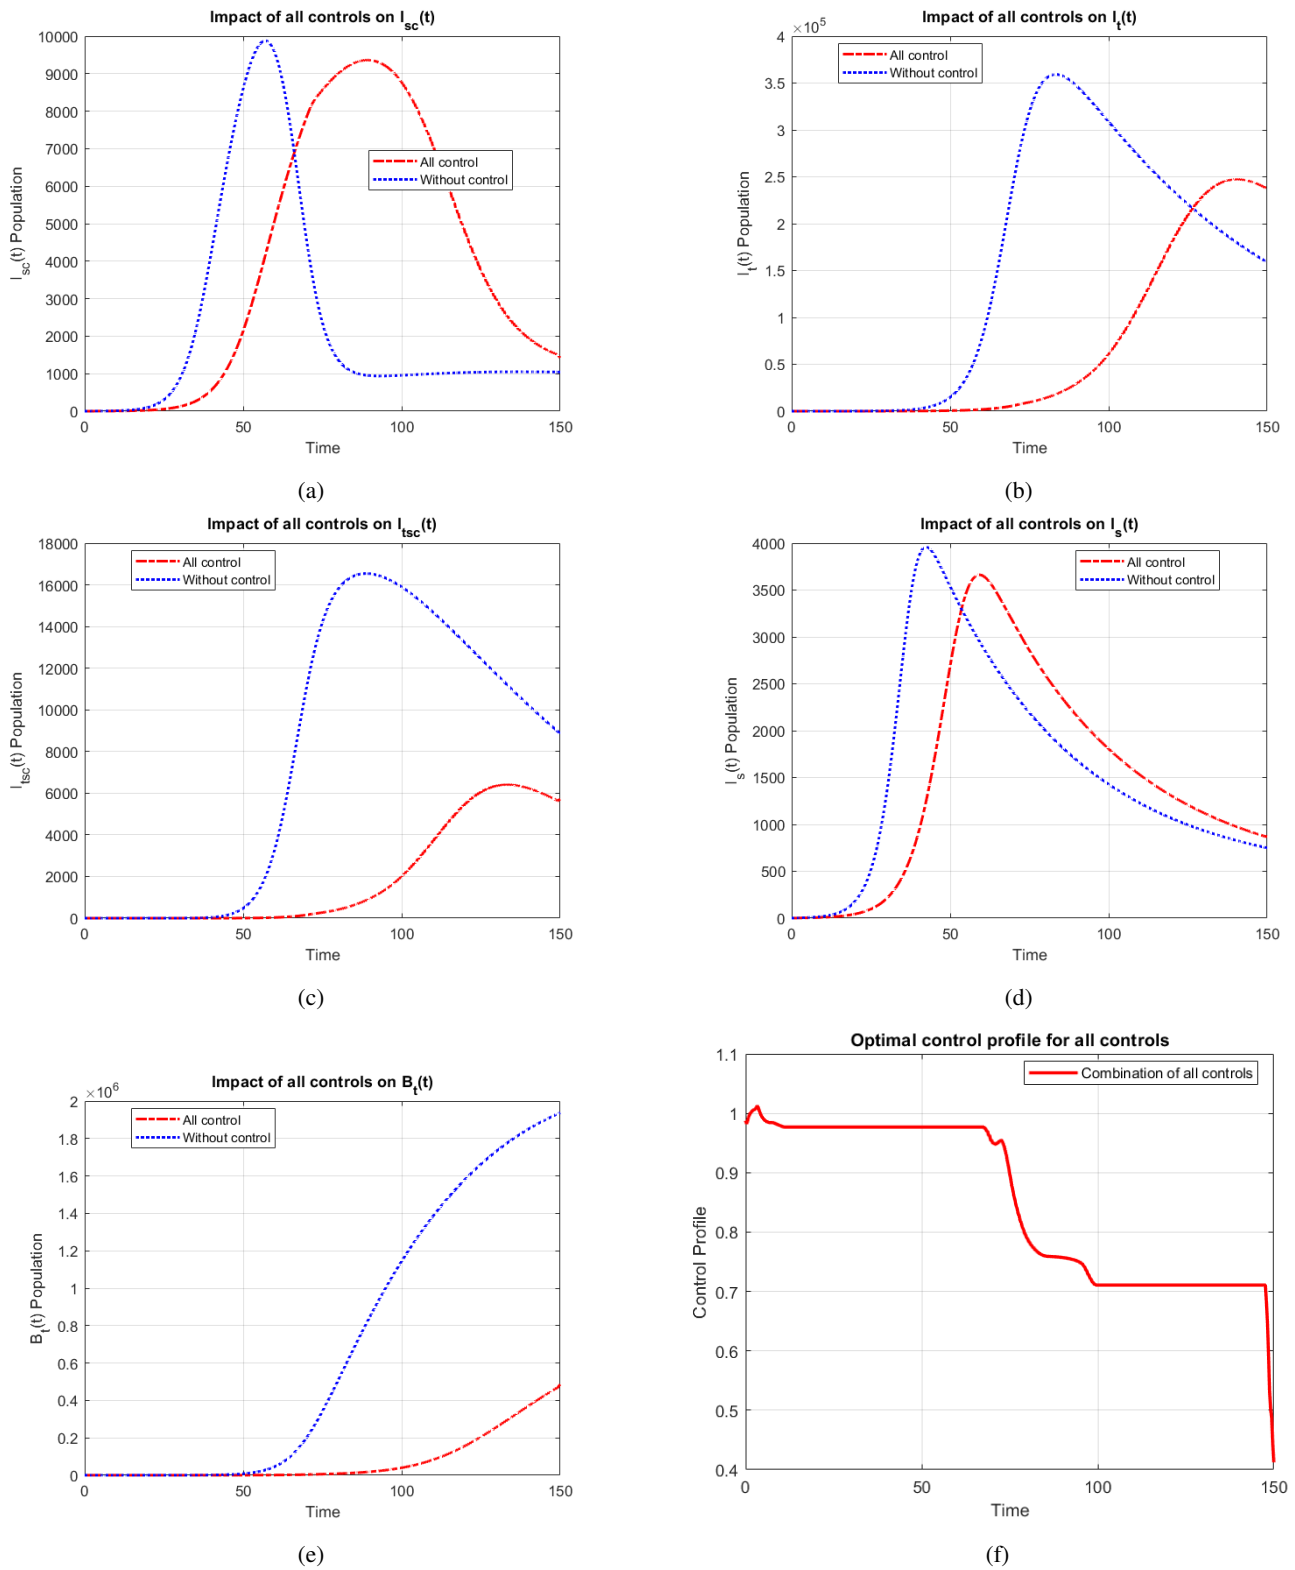 Impact of all controls on I_sc(t)
10000
9000
8000
7000
6000
5000
4000
3000
2000
1000
0
I_sc(t) Population
All control
Without control
0 50 100 150
Time
(a)
Impact of all controls on I_t(t)
×10^5
4
3.5
3
2.5
2
1.5
1
0.5
0
I_t(t) Population
All control
Without control
0 50 100 150
Time
(b)
Impact of all controls on I_tsc(t)
18000
16000
14000
12000
10000
8000
6000
4000
2000
0
I_tsc(t) Population
All control
Without control
0 50 100 150
Time
(c)
Impact of all controls on I_s(t)
4000
3500
3000
2500
2000
1500
1000
500
0
I_s(t) Population
All control
Without control
0 50 100 150
Time
(d)
Impact of all controls on B_t(t)
×10^6
2
1.8
1.6
1.4
1.2
1
0.8
0.6
0.4
0.2
0
B_t(t) Population
All control
Without control
0 50 100 150
Time
(e)
Optimal control profile for all controls
1.1
1
0.9
0.8
0.7
0.6
0.5
0.4
Control Profile
Combination of all controls
0 50 100 150
Time
(f)